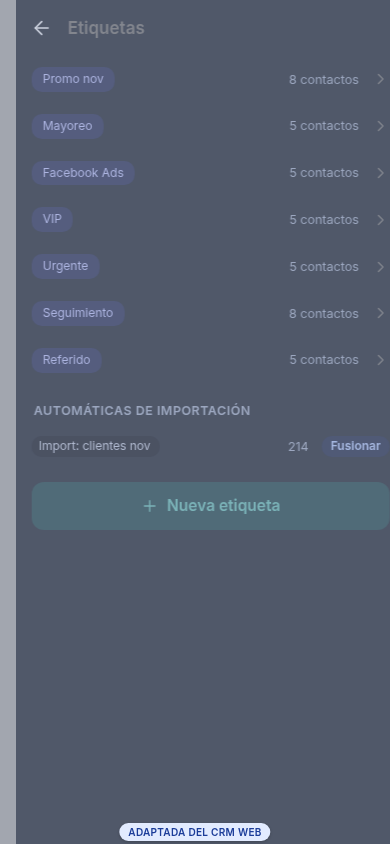 Etiquetas
Promo nov 8 contactos
Mayoreo 5 contactos
Facebook Ads 5 contactos
VIP 5 contactos
Urgente 5 contactos
Seguimiento 8 contactos
Referido 5 contactos
AUTOMÁTICAS DE IMPORTACIÓN
Import: clientes nov 214 Fusionar
+ Nueva etiqueta
ADAPTADA DEL CRM WEB